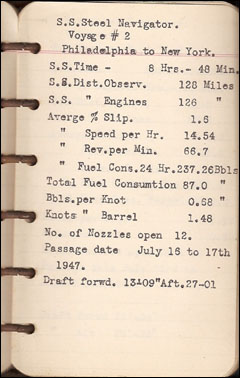 S.S.Steel Navigator.
Voyage # 2
Philadelphia to New York.
S.S.Time - 8 Hrs.- 48 Min.
S.S.Dist.Observ. 128 Miles
S.S. " Engines 126 "
Averge % Slip. 1.6
" Speed per Hr. 14.54
" Rev.per Min. 66.7
" Fuel Cons.24 Hr.237.26Bbls
Total Fuel Consumtion 87.0 "
Bbls.per Knot 0.68 "
Knots " Barrel 1.48
No. of Nozzles open 12.
Passage date July 16 to 17th
1947.
Draft forwd. 13-09"Aft.27-01